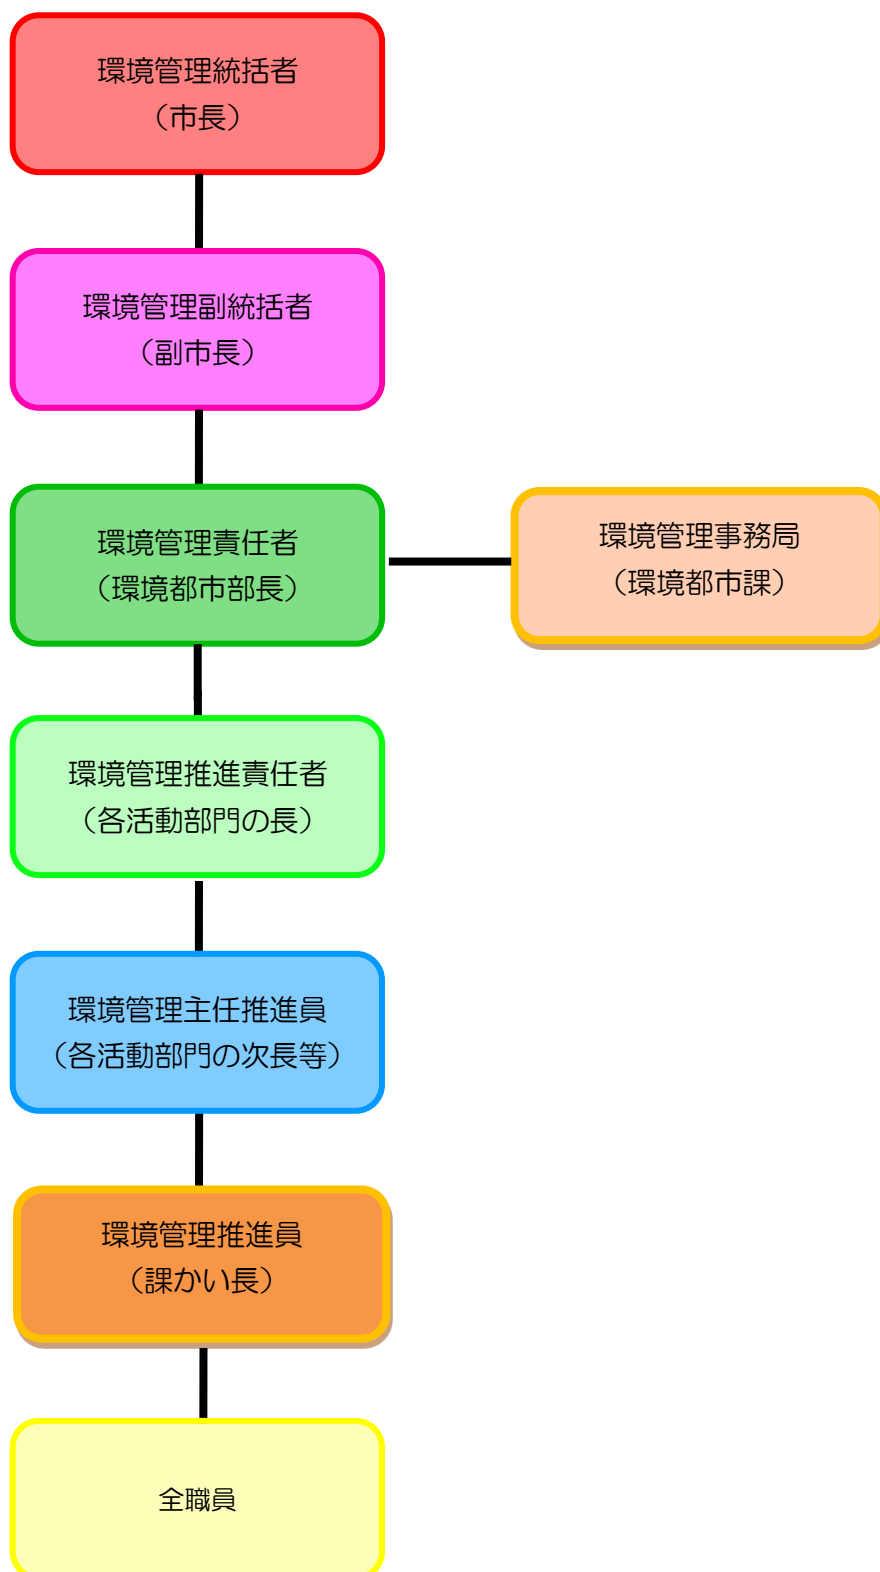 環境管理統括者
（市長）
環境管理副統括者
（副市長）
環境管理責任者
（環境都市部長）
環境管理事務局
（環境都市課）
環境管理推進責任者
（各活動部門の長）
環境管理主任推進員
（各活動部門の次長等）
環境管理推進員
（課かい長）
全職員